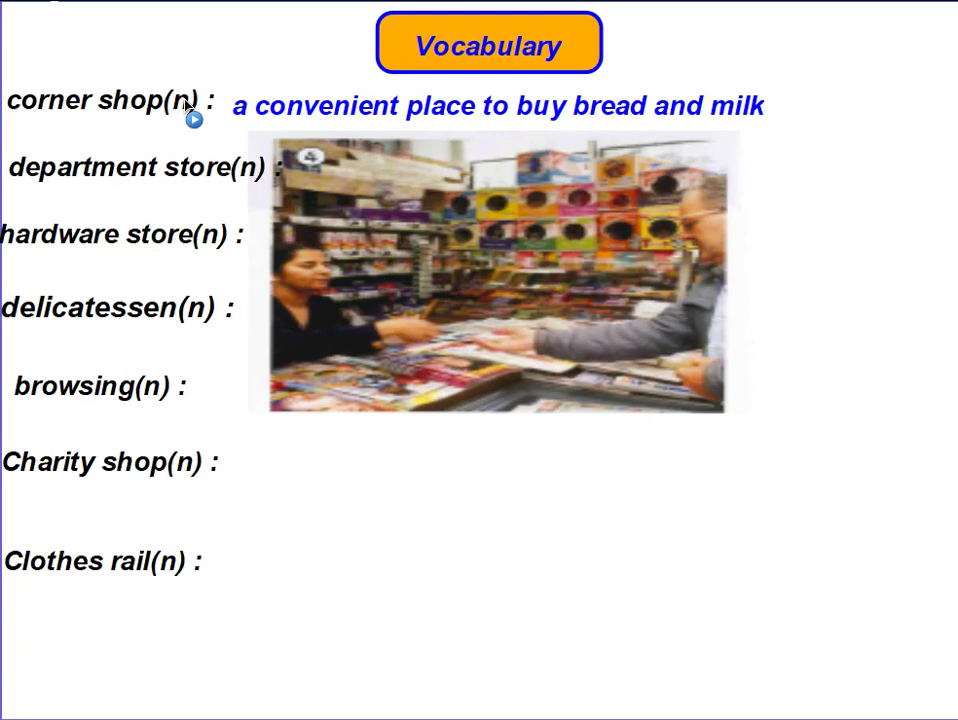 Vocabulary
corner shop(n) : a convenient place to buy bread and milk
4
department store(n) :
hardware store(n) :
delicatessen(n) :
browsing(n) :
Charity shop(n) :
Clothes rail(n) :